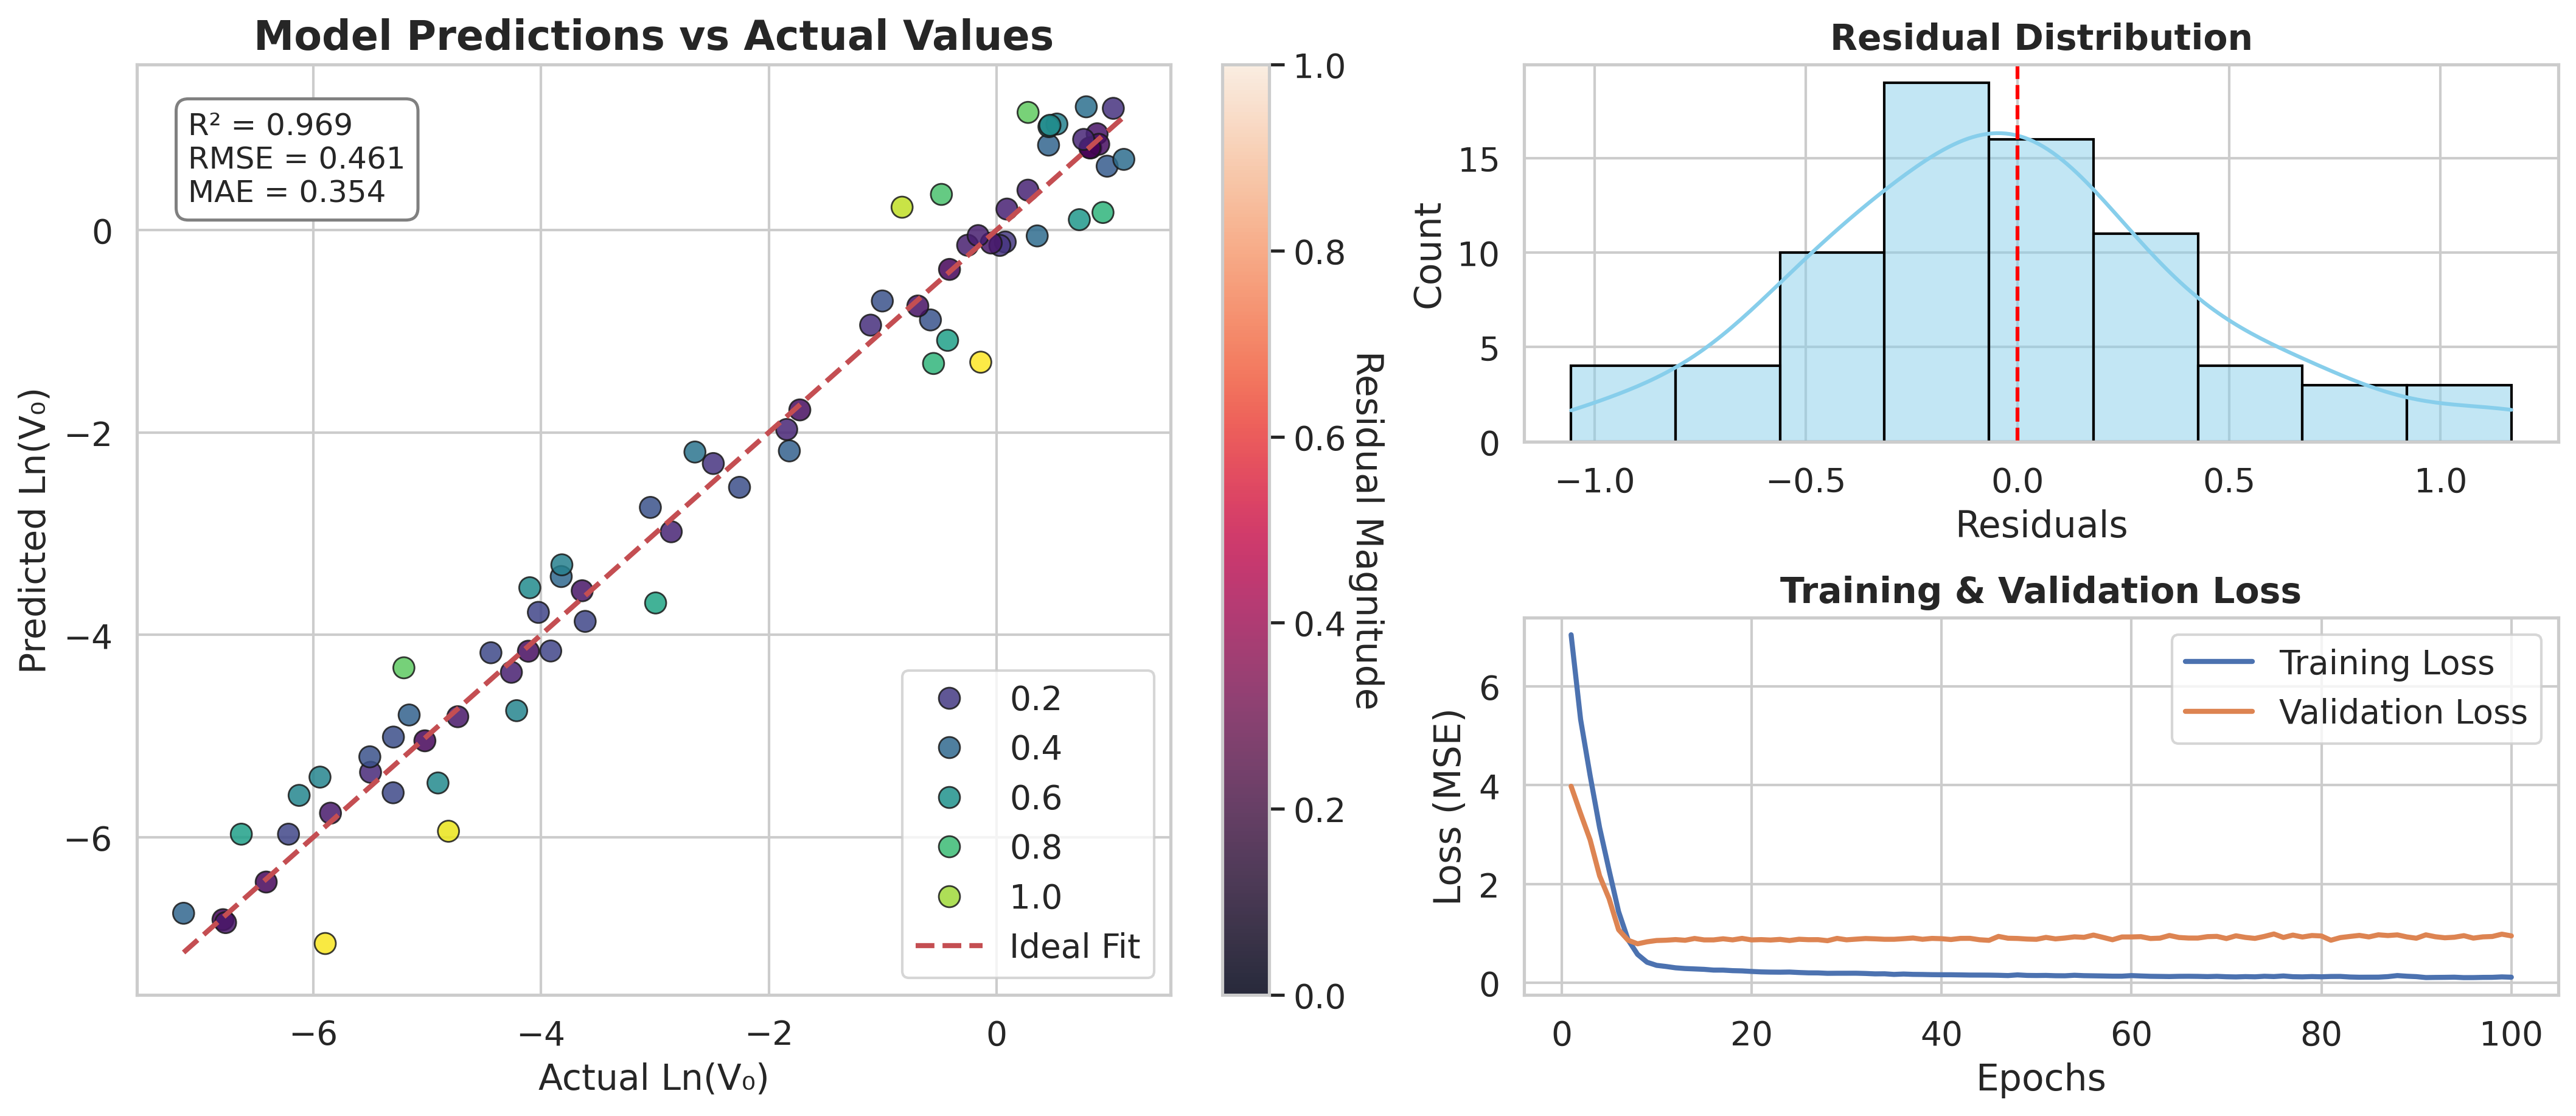 Model Predictions vs Actual Values
R² = 0.969
RMSE = 0.461
MAE = 0.354
Predicted Ln(V₀)
0
−2
−4
−6
−6
−4
−2
0
Actual Ln(V₀)
0.2
0.4
0.6
0.8
1.0
Ideal Fit
1.0
0.8
0.6
0.4
0.2
0.0
Residual Magnitude
Residual Distribution
Count
15
10
5
0
−1.0
−0.5
0.0
0.5
1.0
Residuals
Training & Validation Loss
Loss (MSE)
6
4
2
0
Training Loss
Validation Loss
0
20
40
60
80
100
Epochs